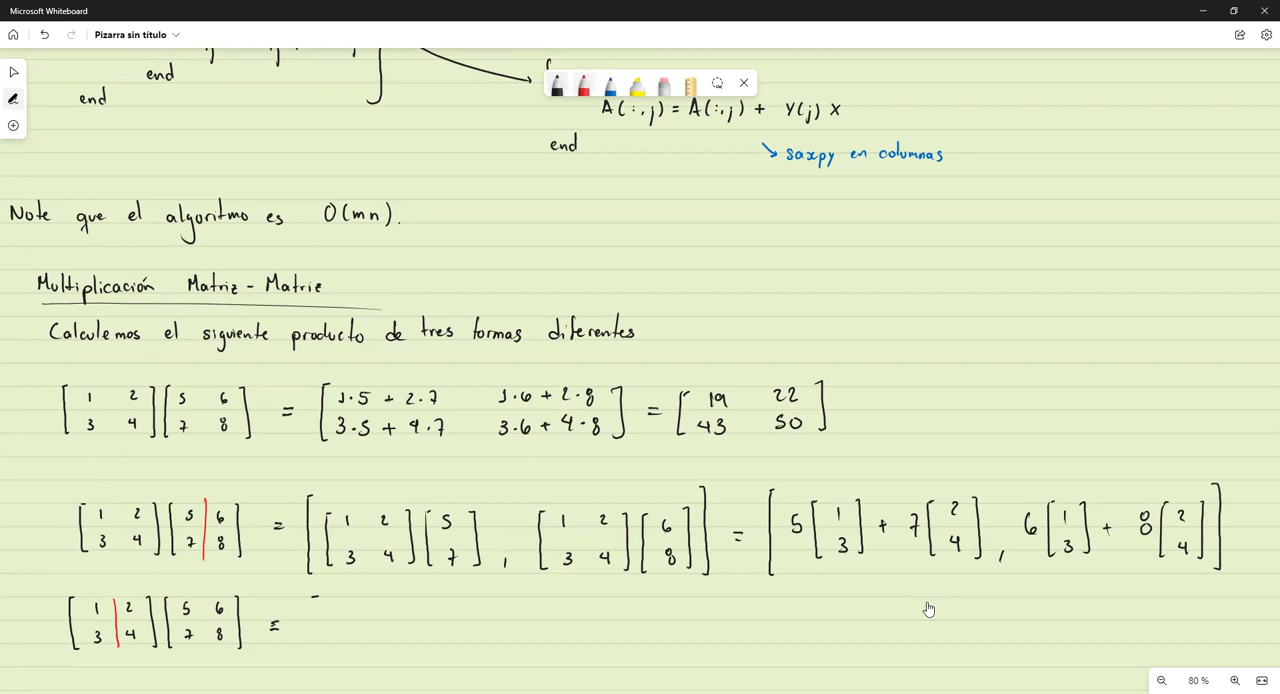 Microsoft Whiteboard
Pizarra sin título
end
end
A(:,j) = A(:,j) + Y(j) X
end
saxpy en columnas
Note que el algoritmo es O(mn).
Multiplicación Matriz - Matriz
Calculemos el siguiente producto de tres formas diferentes
[1 2; 3 4][5 6; 7 8] = [1·5 + 2·7 1·6 + 2·8; 3·5 + 4·7 3·6 + 4·8] = [19 22; 43 50]
[1 2; 3 4][5 | 6; 7 | 8] = [[1 2; 3 4][5; 7], [1 2; 3 4][6; 8]] = [5[1; 3] + 7[2; 4], 6[1; 3] + 8[2; 4]]
[1 | 2; 3 | 4][5 6; 7 8] =
80 %